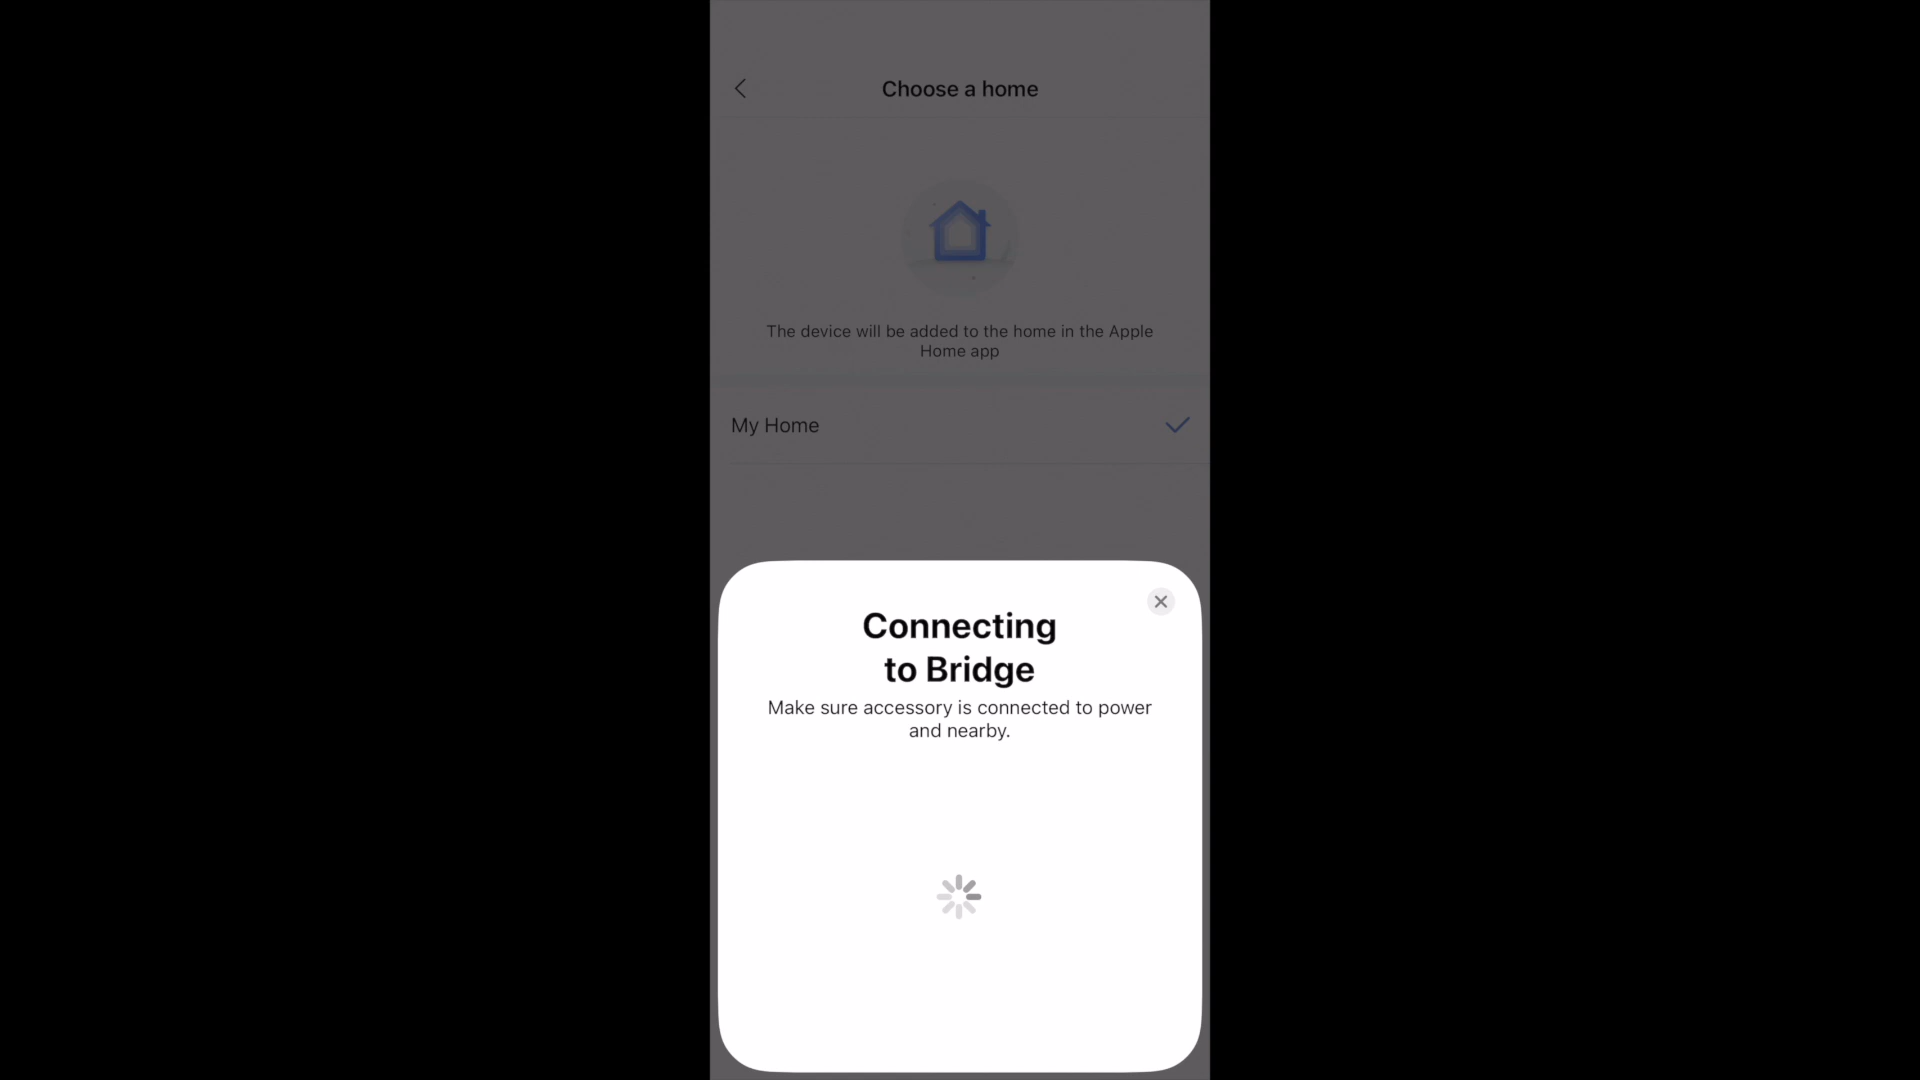 Choose a home
The device will be added to the home in the Apple
Home app
My Home
Connecting
to Bridge
Make sure accessory is connected to power
and nearby.